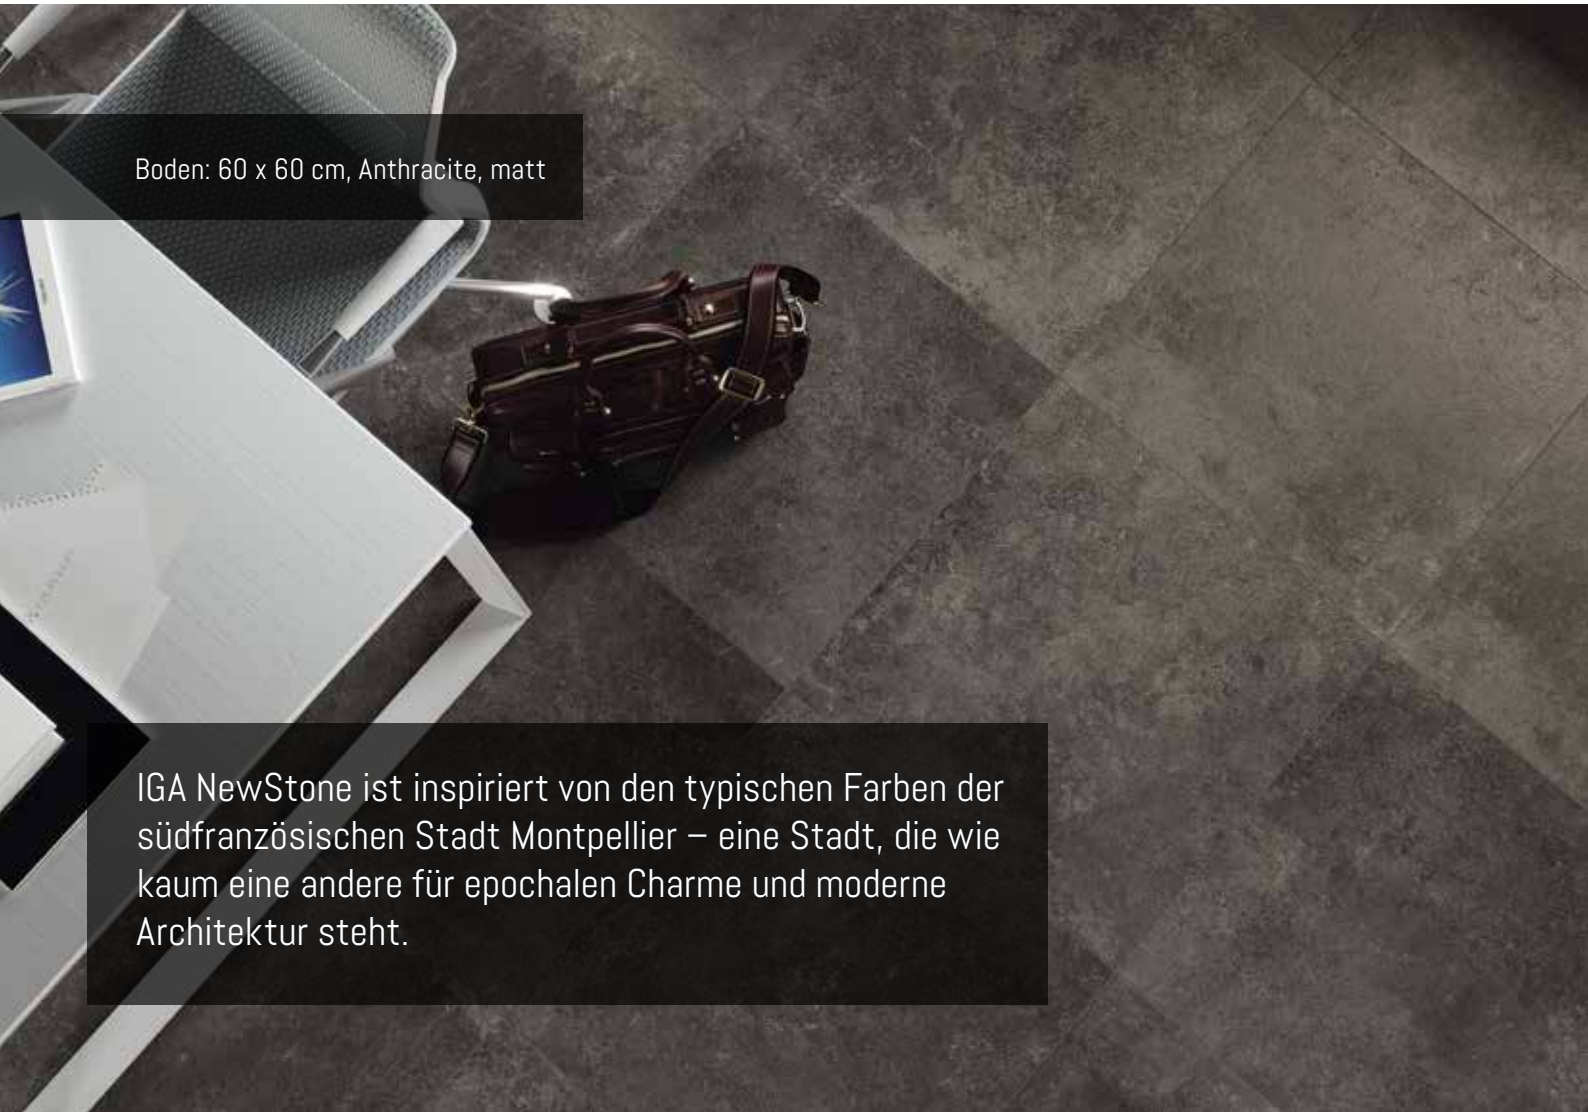 Boden: 60 x 60 cm, Anthracite, matt
IGA NewStone ist inspiriert von den typischen Farben der
südfranzösischen Stadt Montpellier – eine Stadt, die wie
kaum eine andere für epochalen Charme und moderne
Architektur steht.